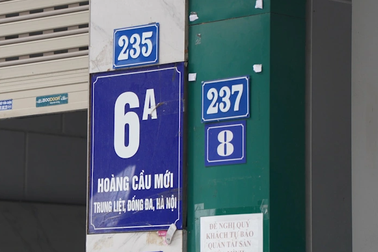 235
6A
HOÀNG CẦU MỚI
TRUNG LIỆT, ĐỐNG ĐA, HÀ NỘI
237
8
ĐỀ NGHỊ QUÝ
KHÁCH TỰ BẢO
QUẢN TÀI SẢN